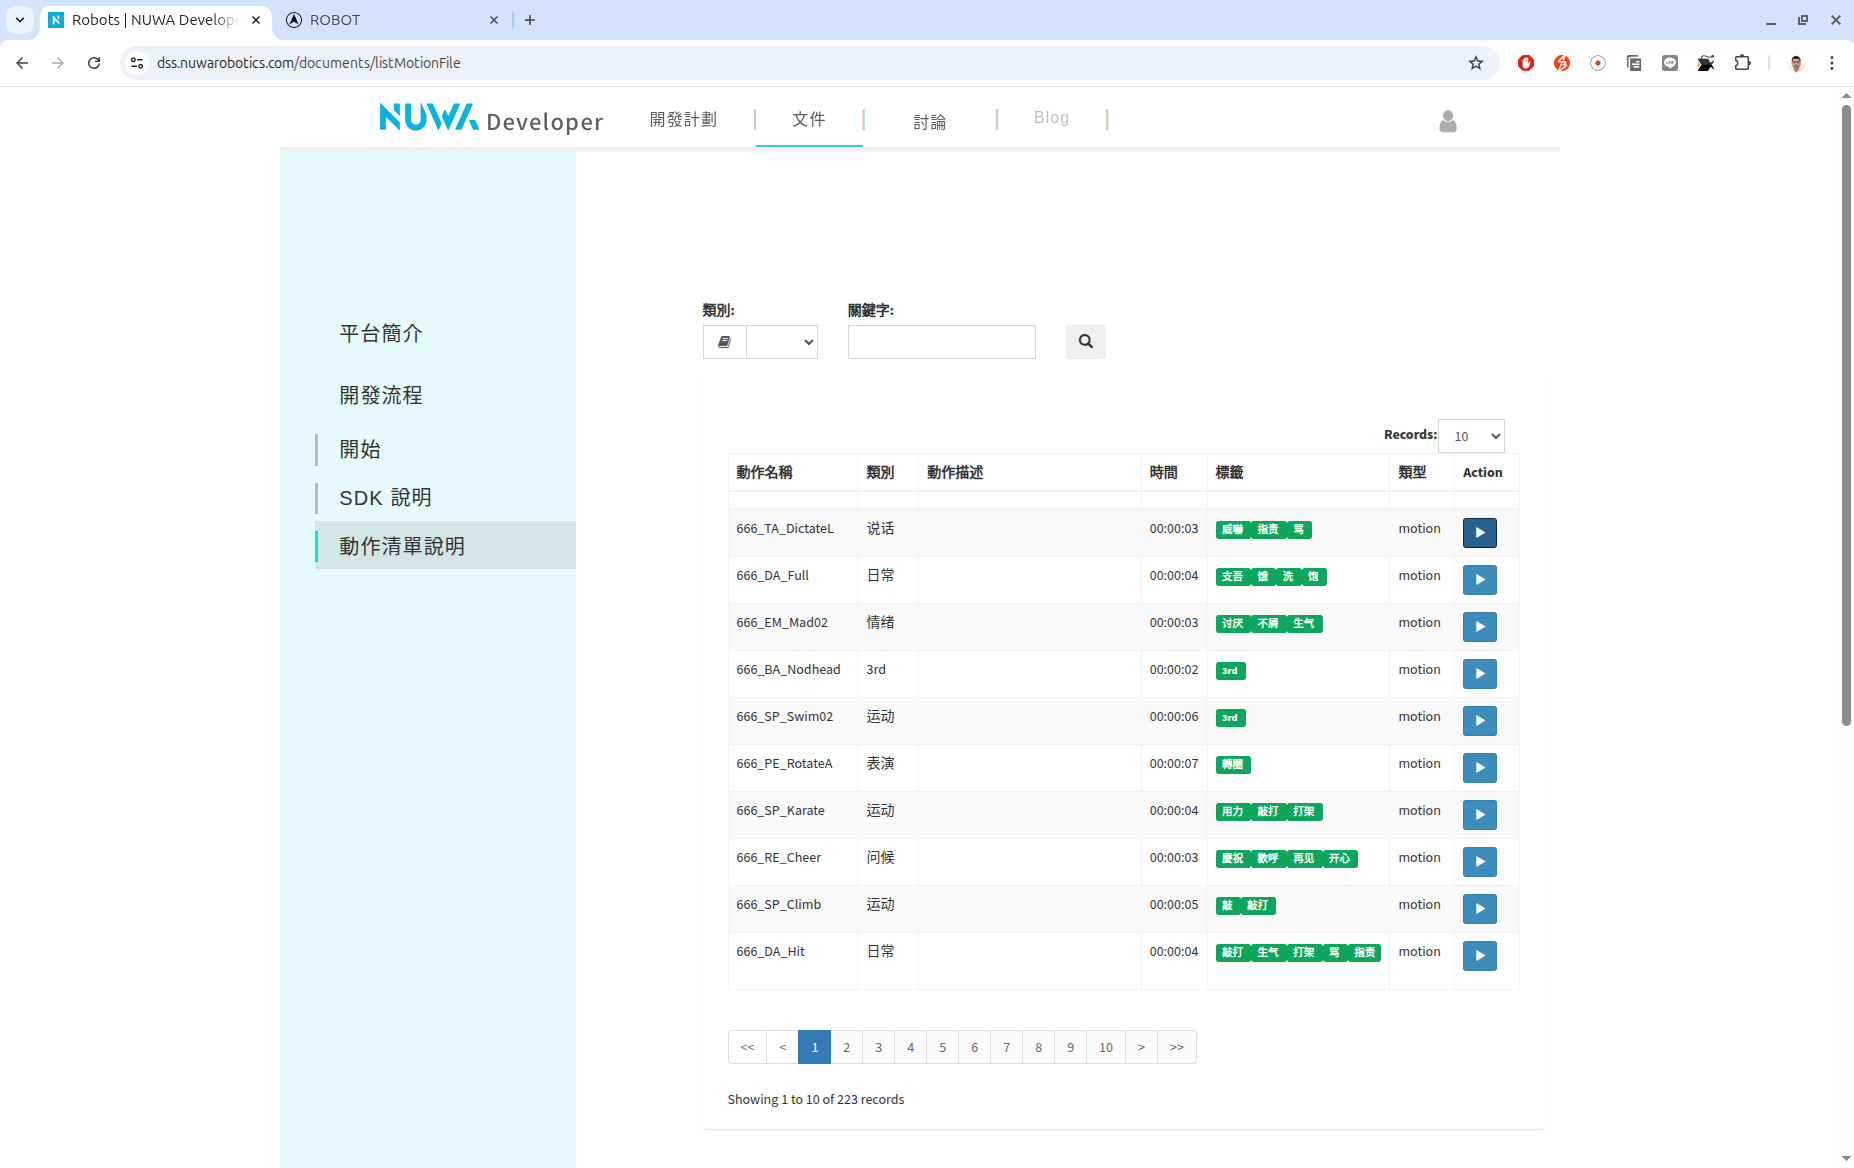 Robots | NUWA Develop
ROBOT
dss.nuwarobotics.com/documents/listMotionFile
NUWA Developer
開發計劃 | 文件 | 討論 | Blog |
平台簡介
開發流程
開始
SDK 說明
動作清單說明
類別: 關鍵字:
Records: 10
動作名稱 類別 動作描述 時間 標籤 類型 Action
666_TA_DictateL 说话 00:00:03 威嚇 指责 骂 motion
666_DA_Full 日常 00:00:04 支吾 饿 洗 饱 motion
666_EM_Mad02 情绪 00:00:03 讨厌 不屑 生气 motion
666_BA_Nodhead 3rd 00:00:02 3rd motion
666_SP_Swim02 运动 00:00:06 3rd motion
666_PE_RotateA 表演 00:00:07 轉圈 motion
666_SP_Karate 运动 00:00:04 用力 敲打 打架 motion
666_RE_Cheer 问候 00:00:03 慶祝 歡呼 再见 开心 motion
666_SP_Climb 运动 00:00:05 敲 敲打 motion
666_DA_Hit 日常 00:00:04 敲打 生气 打架 骂 指责 motion
<< < 1 2 3 4 5 6 7 8 9 10 > >>
Showing 1 to 10 of 223 records